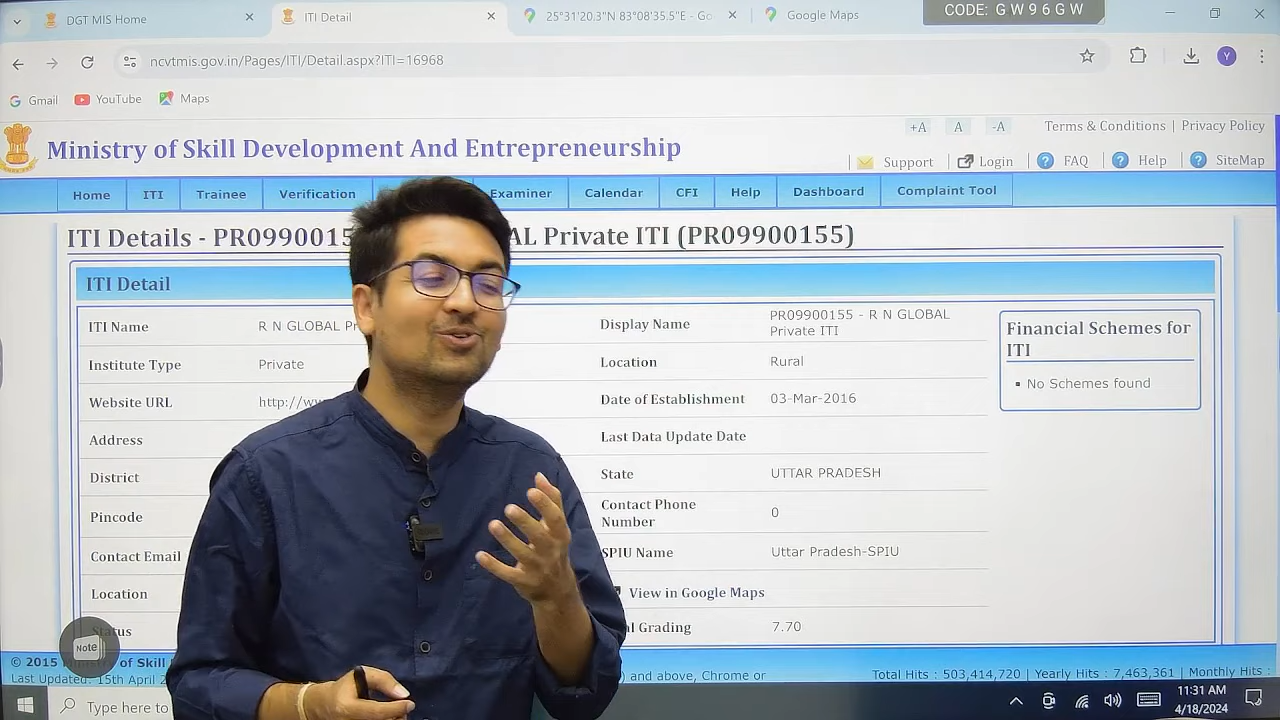 DGT MIS Home
ITI Detail
25°31'20.3"N 83°08'35.5"E - Go
Google Maps
CODE: G W 9 6 G W
ncvtmis.gov.in/Pages/ITI/Detail.aspx?ITI=16968
Y
Gmail
YouTube
Maps
+A A -A
Terms & Conditions | Privacy Policy
Ministry of Skill Development And Entrepreneurship
Support | Login | FAQ | Help | SiteMap
Home ITI Trainee Verification Examiner Calendar CFI Help Dashboard Complaint Tool
ITI Details - PR0990015 AL Private ITI (PR09900155)
ITI Detail
ITI Name R N GLOBAL Pr
Display Name PR09900155 - R N GLOBAL
Private ITI
Institute Type Private
Location Rural
Website URL http://ww
Date of Establishment 03-Mar-2016
Address
Last Data Update Date
District
State UTTAR PRADESH
Pincode
Contact Phone
Number 0
Contact Email
SPIU Name Uttar Pradesh-SPIU
Location
View in Google Maps
Status
Grading 7.70
Financial Schemes for
ITI
No Schemes found
Note
© 2015 Ministry of Skill ) and above, Chrome or
Last Updated: 15th April 2
Total Hits : 503,414,720 | Yearly Hits : 7,463,361 | Monthly Hits :
Type here to
11:31 AM
4/18/2024